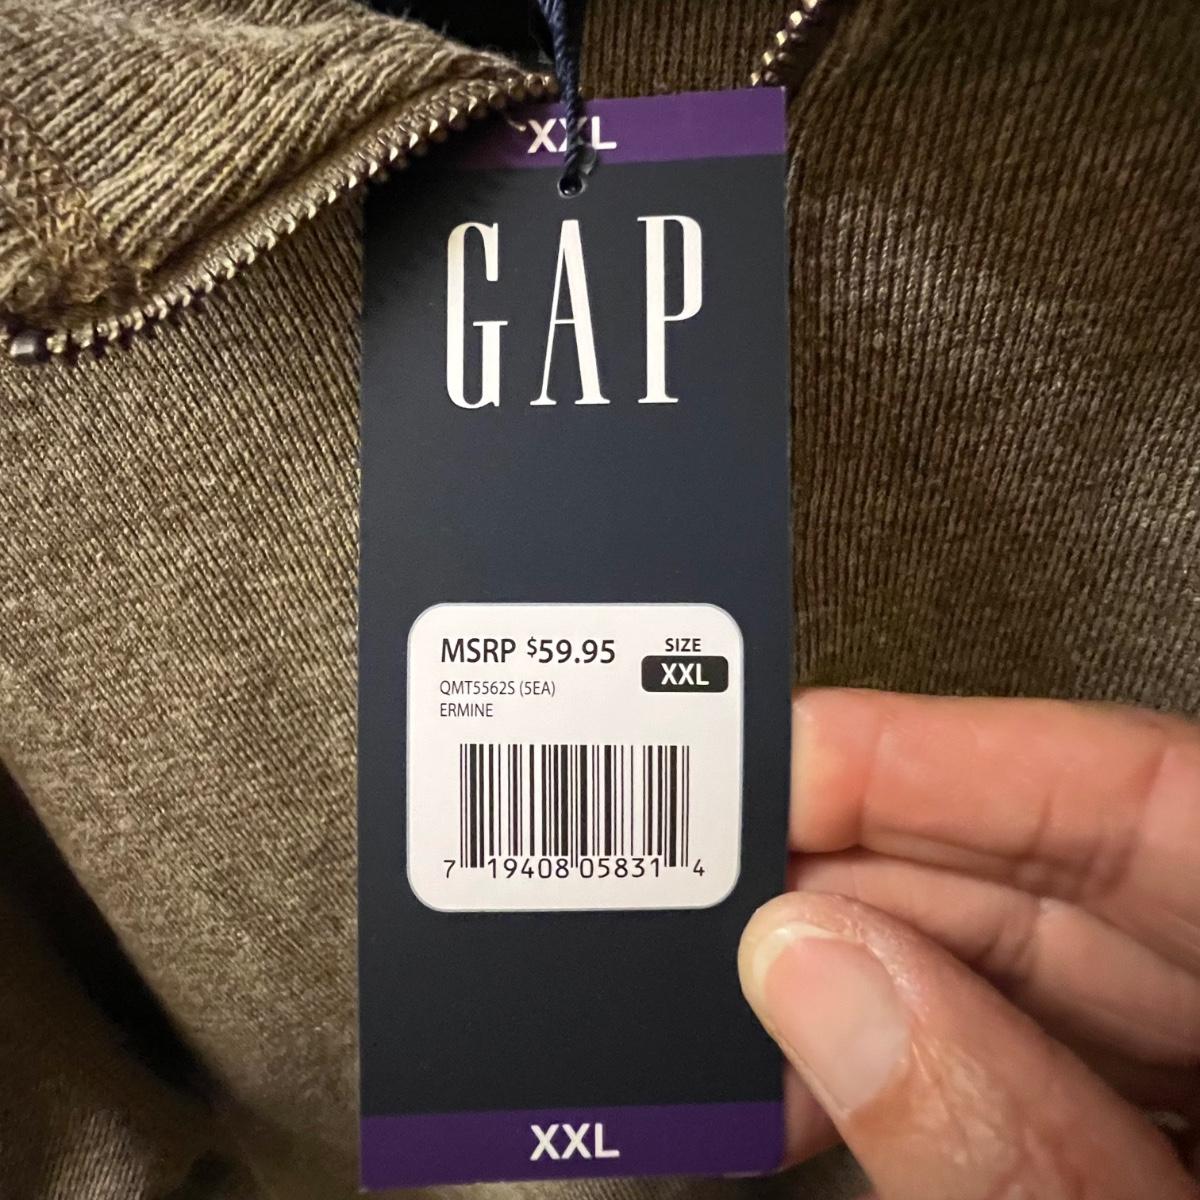 XXL
GAP
MSRP $59.95
SIZE
XXL
QMT5562S (5EA)
ERMINE
7 19408 05831 4
XXL